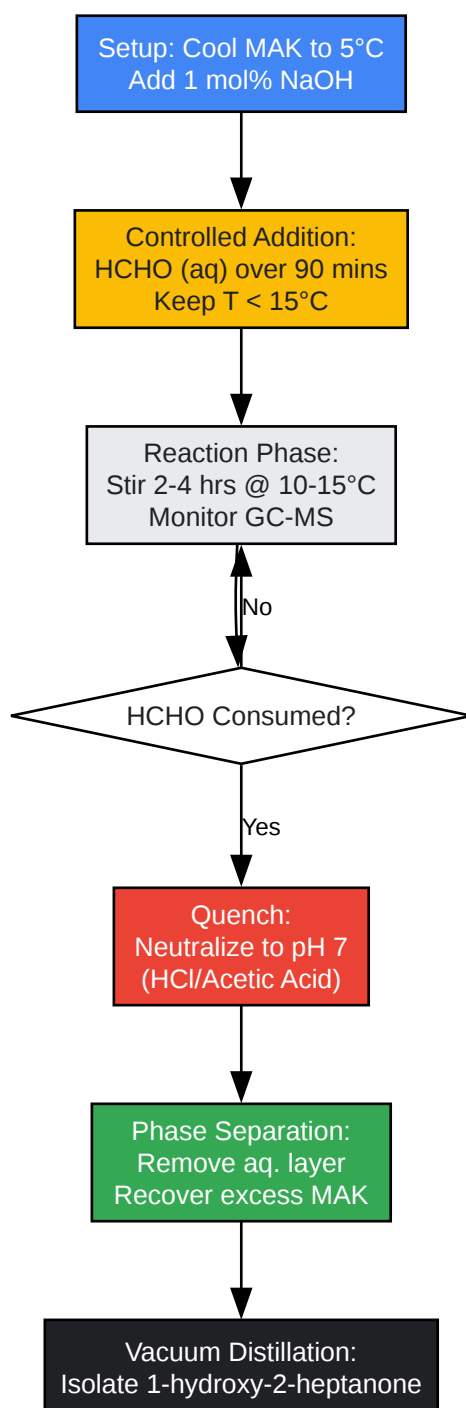 Setup: Cool MAK to 5°C
Add 1 mol% NaOH
Controlled Addition:
HCHO (aq) over 90 mins
Keep T < 15°C
Reaction Phase:
Stir 2-4 hrs @ 10-15°C
Monitor GC-MS
No
HCHO Consumed?
Yes
Quench:
Neutralize to pH 7
(HCl/Acetic Acid)
Phase Separation:
Remove aq. layer
Recover excess MAK
Vacuum Distillation:
Isolate 1-hydroxy-2-heptanone